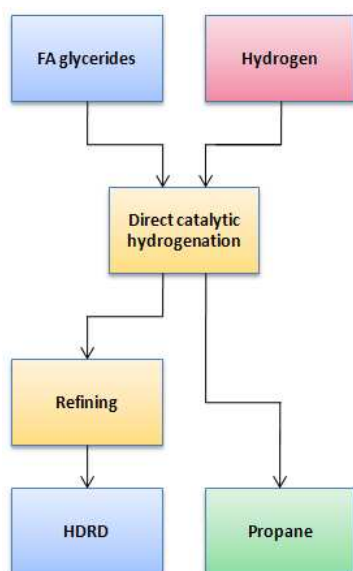 FA glycerides
Hydrogen
Direct catalytic
hydrogenation
Refining
HDRD
Propane